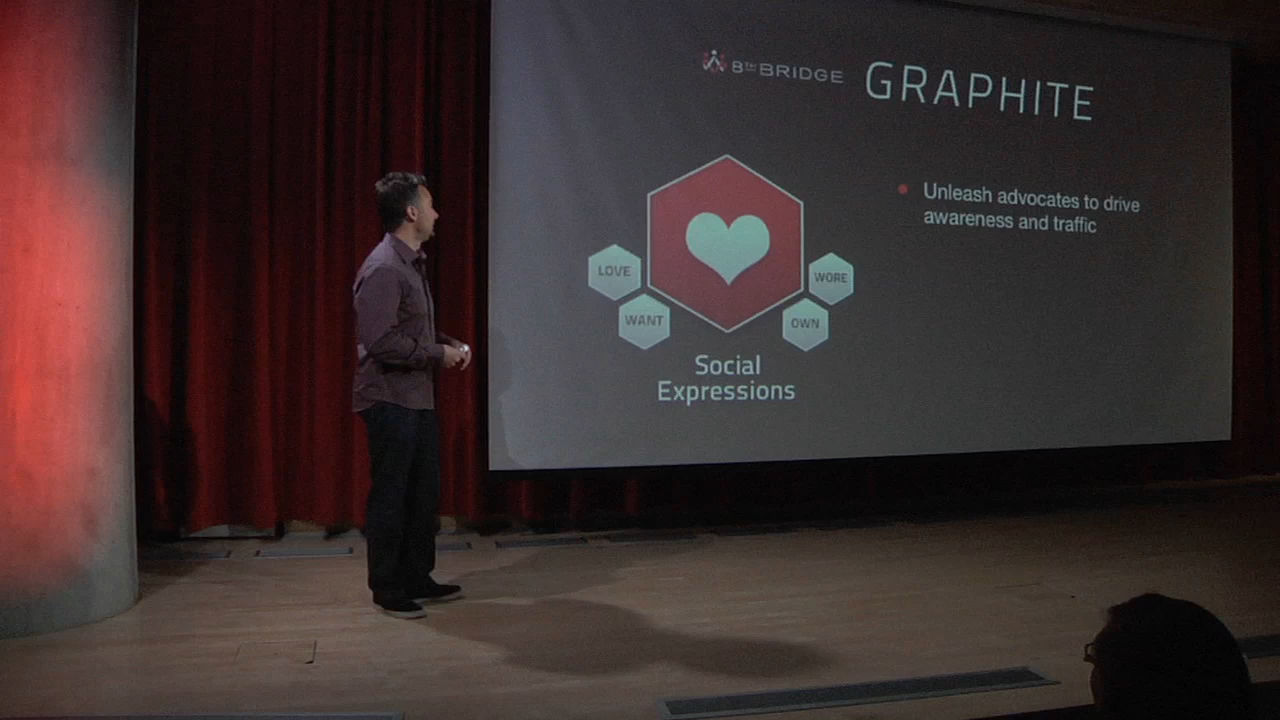 8TH BRIDGE GRAPHITE
Unleash advocates to drive
awareness and traffic
LOVE
WORE
WANT
OWN
Social
Expressions